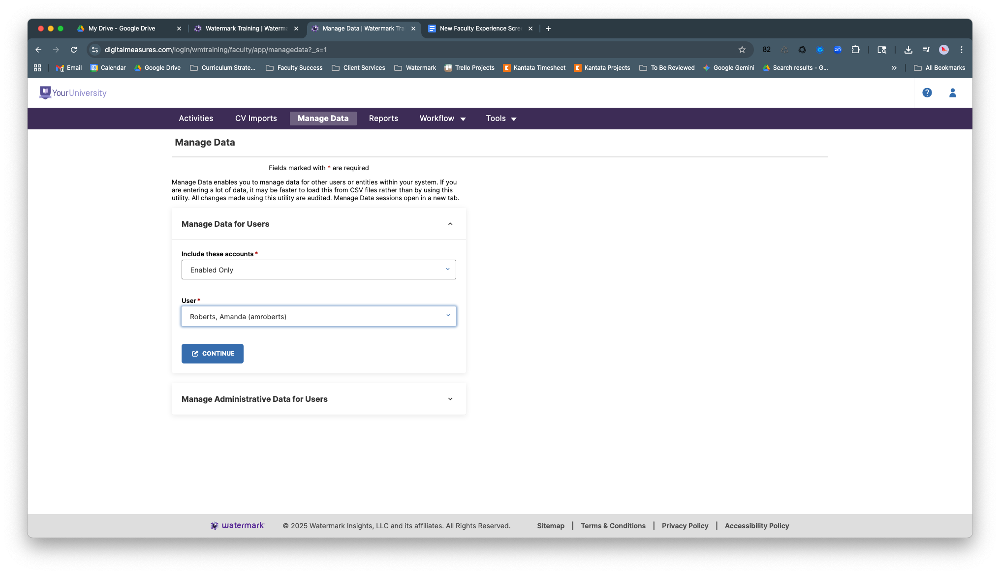 My Drive - Google Drive
Watermark Training | Waterma
Manage Data | Watermark Tra
New Faculty Experience Scre
digitalmeasures.com/login/wmtraining/faculty/app/managedata?_s=1
82
zm
Email
18
Calendar
Google Drive
Curriculum Strate...
Faculty Success
Client Services
Watermark
Trello Projects
Kantata Timesheet
Kantata Projects
To Be Reviewed
Google Gemini
Search results - G...
»
All Bookmarks
YourUniversity
?
Activities
CV Imports
Manage Data
Reports
Workflow
Tools
Manage Data
Fields marked with * are required
Manage Data enables you to manage data for other users or entities within your system. If you
are entering a lot of data, it may be faster to load this from CSV files rather than by using this
utility. All changes made using this utility are audited. Manage Data sessions open in a new tab.
Manage Data for Users
Include these accounts *
Enabled Only
User *
Roberts, Amanda (amroberts)
CONTINUE
Manage Administrative Data for Users
watermark
© 2025 Watermark Insights, LLC and its affiliates. All Rights Reserved.
Sitemap | Terms & Conditions | Privacy Policy | Accessibility Policy